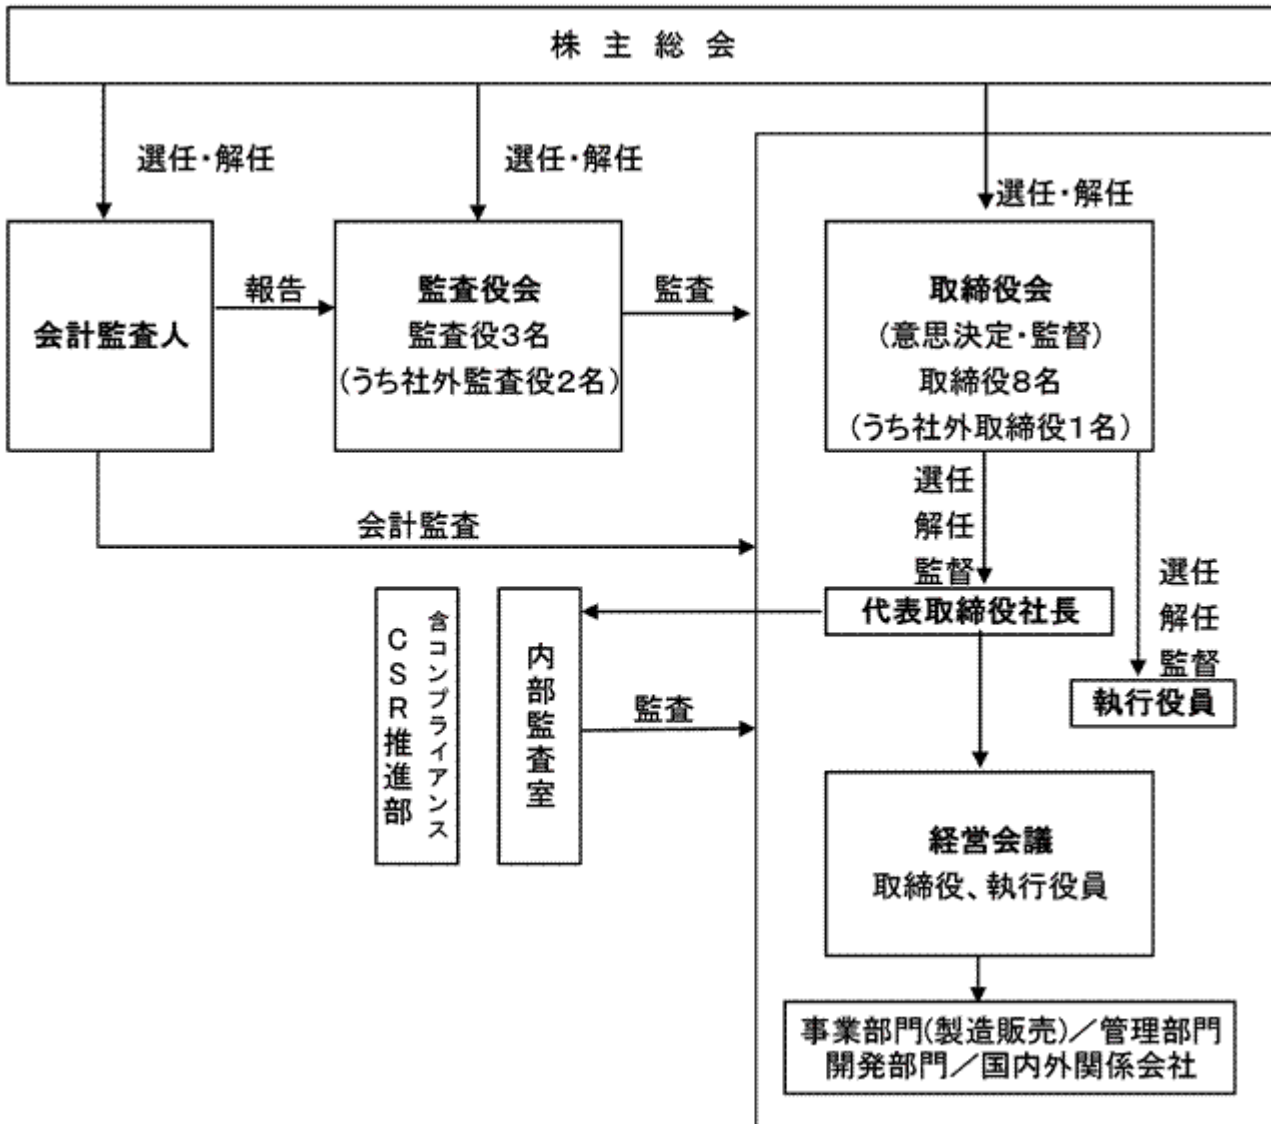 株 主 総 会
選任・解任
選任・解任
選任・解任
会計監査人
報告
監査役会
監査役3名
(うち社外監査役2名)
監査
取締役会
(意思決定・監督)
取締役8名
(うち社外取締役1名)
会計監査
選任
解任
監督
選任
解任
監督
代表取締役社長
執行役員
含コンプライアンス
CSR推進部
内部監査室
監査
経営会議
取締役、執行役員
事業部門(製造販売)/管理部門
開発部門/国内外関係会社